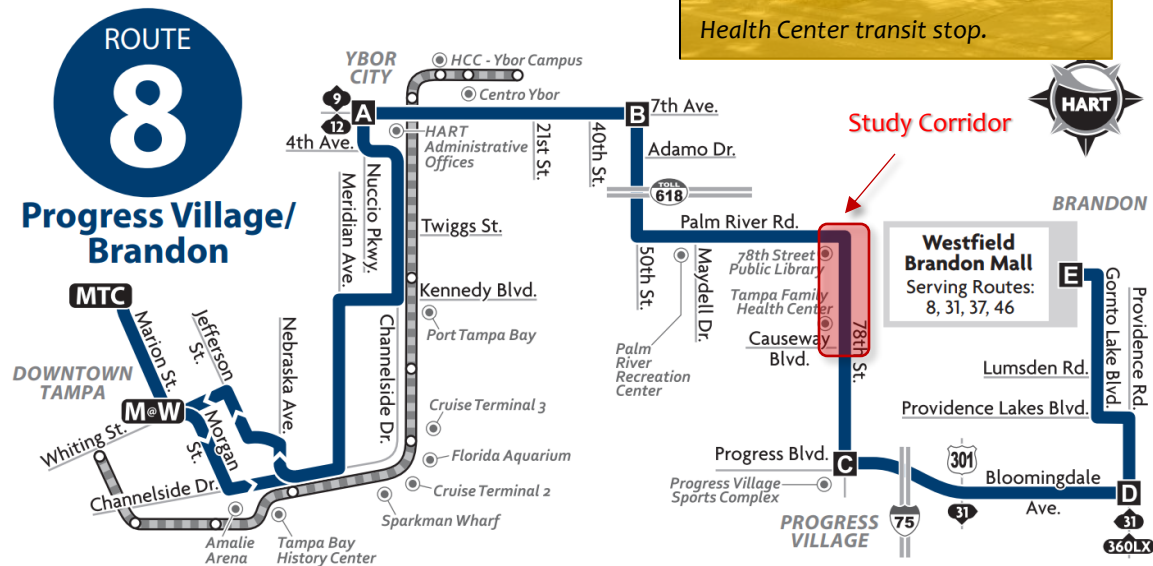 Health Center transit stop.
ROUTE
8
Progress Village/
Brandon
YBOR
CITY
HCC - Ybor Campus
Centro Ybor
9
12
A
4th Ave.
HART
Administrative
Offices
21st St.
40th St.
B
7th Ave.
Adamo Dr.
TOLL
618
Study Corridor
HART
Nuccio Pkwy.
Meridian Ave.
Twiggs St.
Kennedy Blvd.
Port Tampa Bay
Channelside Dr.
Palm River Rd.
50th St.
Maydell Dr.
78th Street
Public Library
Tampa Family
Health Center
Causeway
Blvd.
78th St.
Palm
River
Recreation
Center
BRANDON
Westfield
Brandon Mall
Serving Routes:
8, 31, 37, 46
E
Gornto Lake Blvd.
Providence Rd.
Lumsden Rd.
Providence Lakes Blvd.
MTC
Marion St.
Jefferson
St.
Nebraska Ave.
DOWNTOWN
TAMPA
M@W
Morgan
St.
Whiting St.
Channelside Dr.
Cruise Terminal 3
Florida Aquarium
Cruise Terminal 2
Sparkman Wharf
Amalie
Arena
Tampa Bay
History Center
Progress Blvd.
C
Progress Village
Sports Complex
PROGRESS
VILLAGE
75
301
31
Bloomingdale
Ave.
D
31
360LX